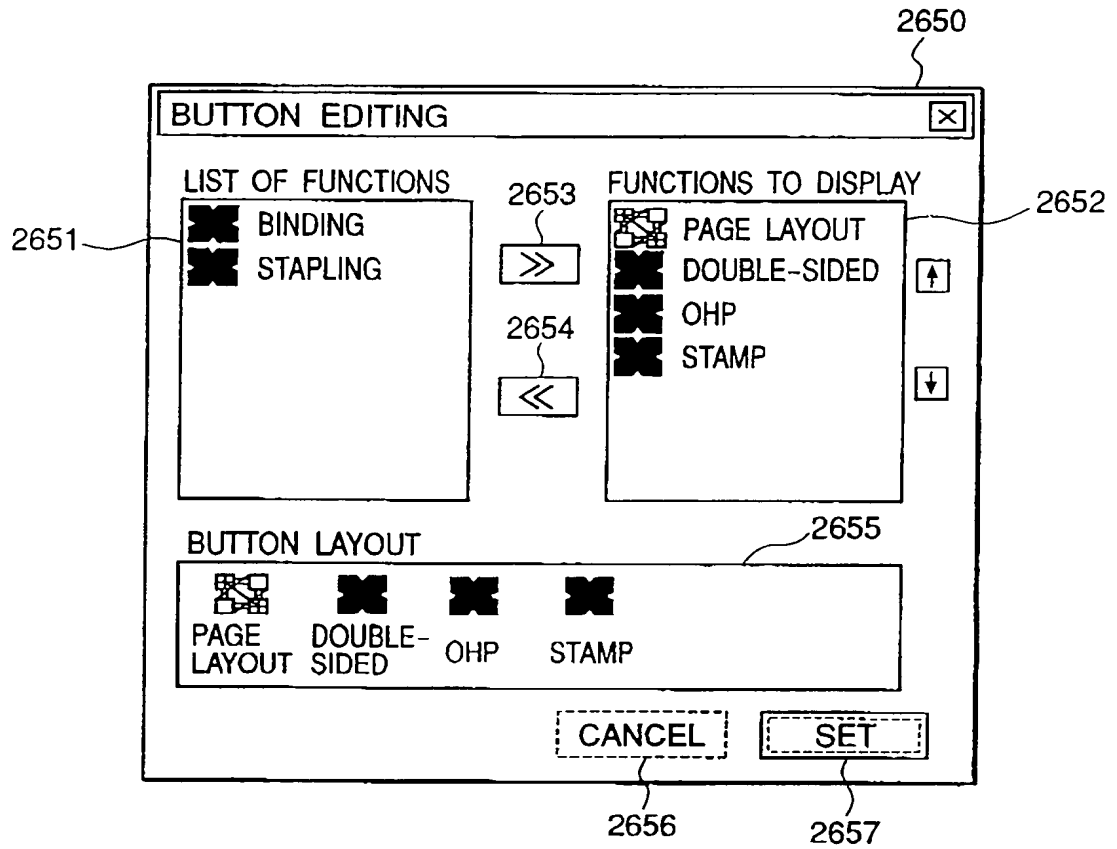 2650
BUTTON EDITING
LIST OF FUNCTIONS
2653
FUNCTIONS TO DISPLAY
2652
2651
BINDING
STAPLING
>>
PAGE LAYOUT
DOUBLE-SIDED
OHP
STAMP
2654
<<
2655
BUTTON LAYOUT
PAGE
LAYOUT
DOUBLE-
SIDED
OHP
STAMP
CANCEL
SET
2656
2657